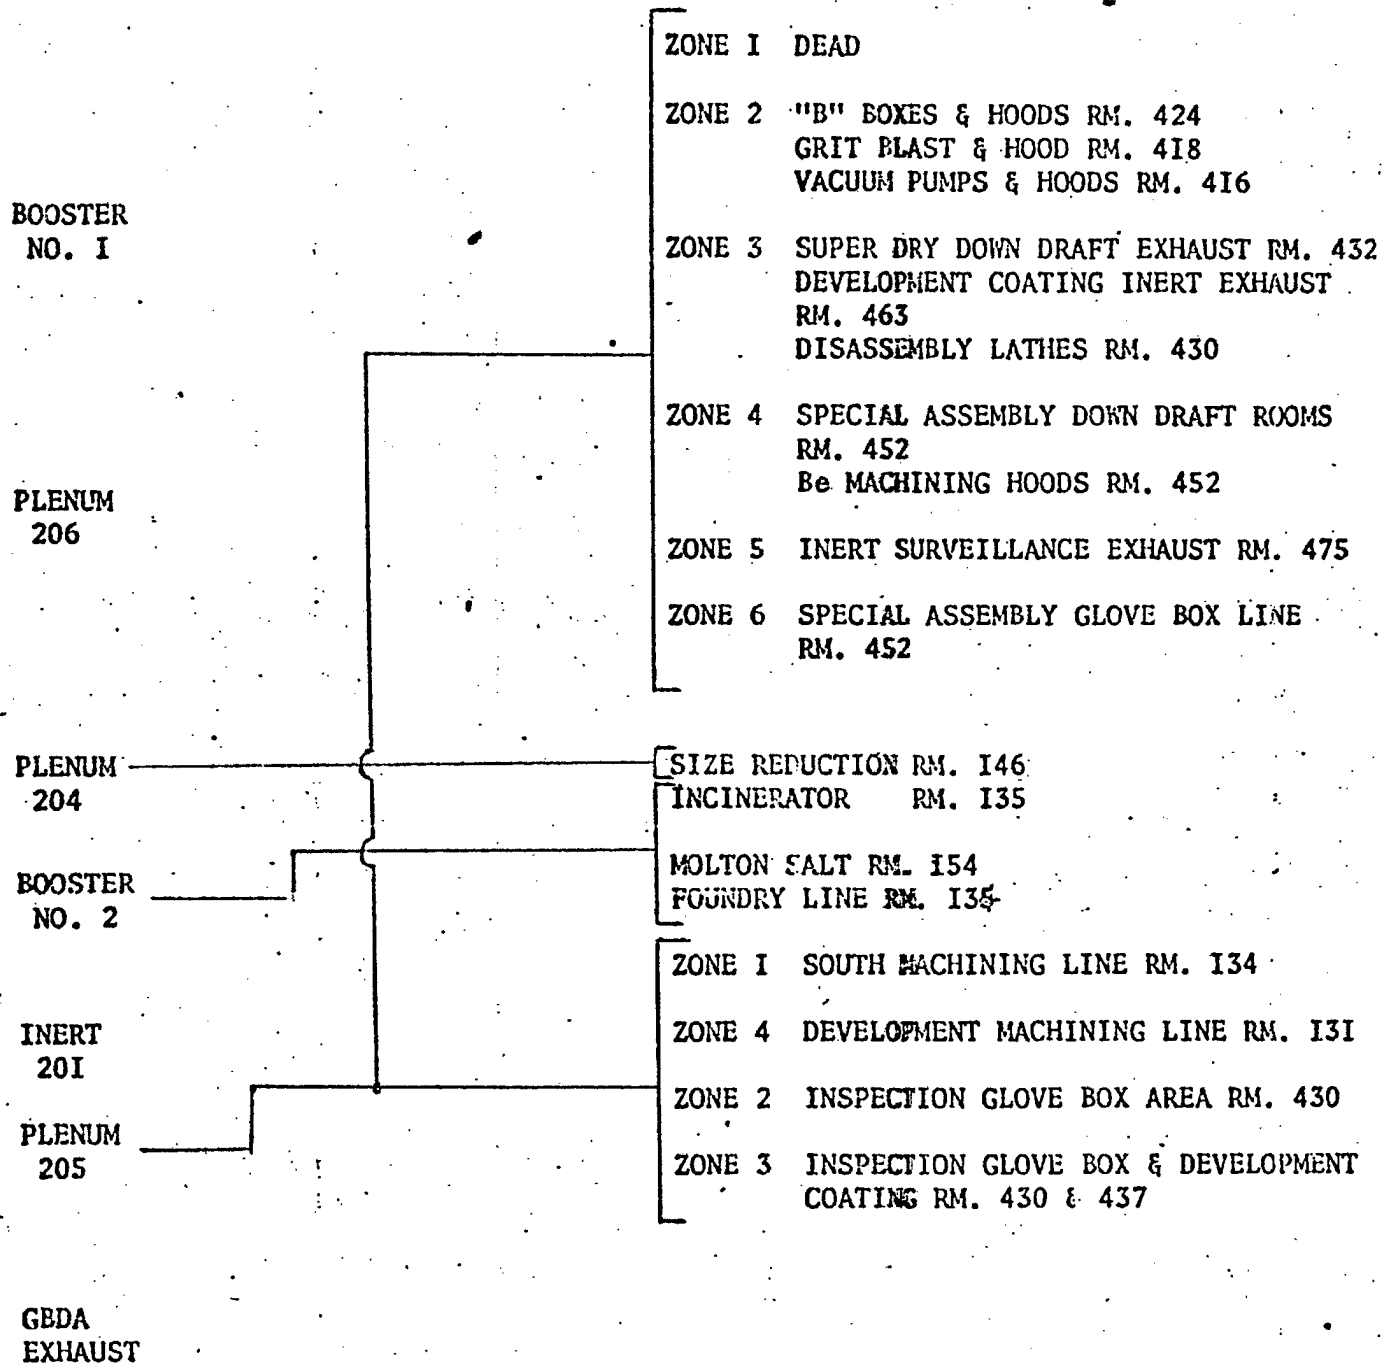 BOOSTER
NO. I
PLENUM
206
PLENUM
204
BOOSTER
NO. 2
INERT
20I
PLENUM
205
GBDA
EXHAUST
ZONE I DEAD
ZONE 2 "B" BOXES & HOODS RM. 424
GRIT BLAST & HOOD RM. 4I8
VACUUM PUMPS & HOODS RM. 4I6
ZONE 3 SUPER DRY DOWN DRAFT EXHAUST RM. 432
DEVELOPMENT COATING INERT EXHAUST
RM. 463
DISASSEMBLY LATHES RM. 430
ZONE 4 SPECIAL ASSEMBLY DOWN DRAFT ROOMS
RM. 452
Be MACHINING HOODS RM. 452
ZONE 5 INERT SURVEILLANCE EXHAUST RM. 475
ZONE 6 SPECIAL ASSEMBLY GLOVE BOX LINE
RM. 452
SIZE REDUCTION RM. I46
INCINERATOR RM. I35
MOLTON SALT RM. I54
FOUNDRY LINE RM. I35
ZONE I SOUTH MACHINING LINE RM. I34
ZONE 4 DEVELOPMENT MACHINING LINE RM. I3I
ZONE 2 INSPECTION GLOVE BOX AREA RM. 430
ZONE 3 INSPECTION GLOVE BOX & DEVELOPMENT
COATING RM. 430 & 437